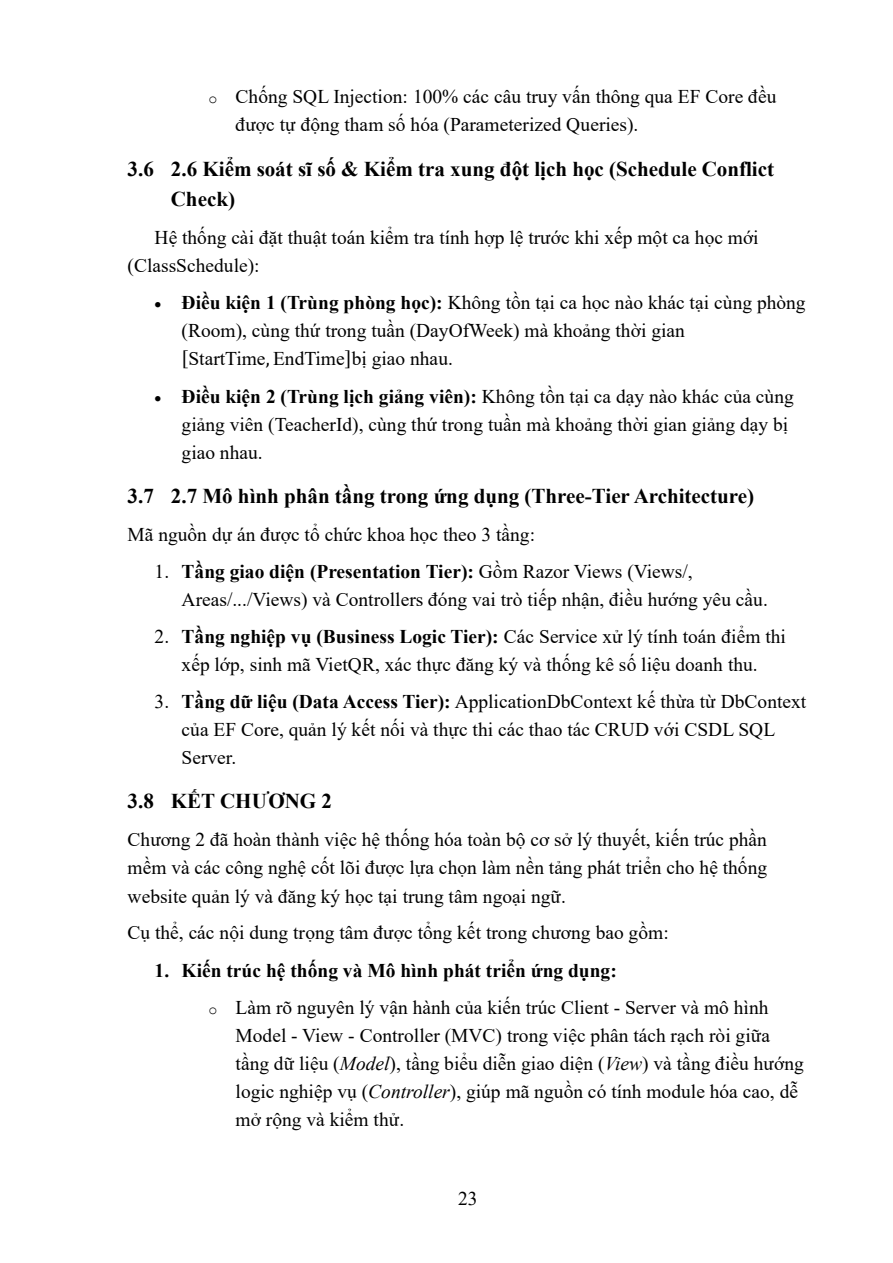 o Chống SQL Injection: 100% các câu truy vấn thông qua EF Core đều
được tự động tham số hóa (Parameterized Queries).
3.6 2.6 Kiểm soát sĩ số & Kiểm tra xung đột lịch học (Schedule Conflict
Check)
Hệ thống cài đặt thuật toán kiểm tra tính hợp lệ trước khi xếp một ca học mới
(ClassSchedule):
• Điều kiện 1 (Trùng phòng học): Không tồn tại ca học nào khác tại cùng phòng
(Room), cùng thứ trong tuần (DayOfWeek) mà khoảng thời gian
[StartTime, EndTime]bị giao nhau.
• Điều kiện 2 (Trùng lịch giảng viên): Không tồn tại ca dạy nào khác của cùng
giảng viên (TeacherId), cùng thứ trong tuần mà khoảng thời gian giảng dạy bị
giao nhau.
3.7 2.7 Mô hình phân tầng trong ứng dụng (Three-Tier Architecture)
Mã nguồn dự án được tổ chức khoa học theo 3 tầng:
1. Tầng giao diện (Presentation Tier): Gồm Razor Views (Views/,
Areas/.../Views) và Controllers đóng vai trò tiếp nhận, điều hướng yêu cầu.
2. Tầng nghiệp vụ (Business Logic Tier): Các Service xử lý tính toán điểm thi
xếp lớp, sinh mã VietQR, xác thực đăng ký và thống kê số liệu doanh thu.
3. Tầng dữ liệu (Data Access Tier): ApplicationDbContext kế thừa từ DbContext
của EF Core, quản lý kết nối và thực thi các thao tác CRUD với CSDL SQL
Server.
3.8 KẾT CHƯƠNG 2
Chương 2 đã hoàn thành việc hệ thống hóa toàn bộ cơ sở lý thuyết, kiến trúc phần
mềm và các công nghệ cốt lõi được lựa chọn làm nền tảng phát triển cho hệ thống
website quản lý và đăng ký học tại trung tâm ngoại ngữ.
Cụ thể, các nội dung trọng tâm được tổng kết trong chương bao gồm:
1. Kiến trúc hệ thống và Mô hình phát triển ứng dụng:
o Làm rõ nguyên lý vận hành của kiến trúc Client - Server và mô hình
Model - View - Controller (MVC) trong việc phân tách rạch ròi giữa
tầng dữ liệu (Model), tầng biểu diễn giao diện (View) và tầng điều hướng
logic nghiệp vụ (Controller), giúp mã nguồn có tính module hóa cao, dễ
mở rộng và kiểm thử.
23